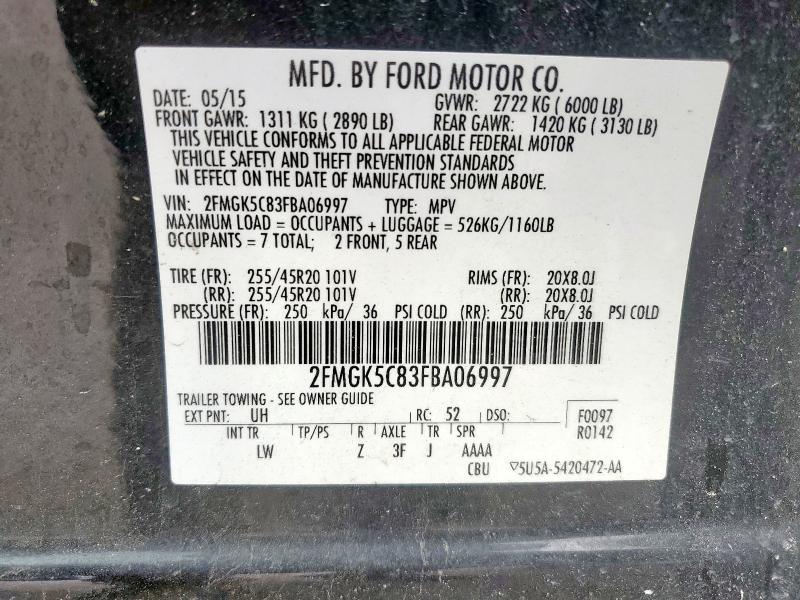 MFD. BY FORD MOTOR CO.
DATE: 05/15 GVWR: 2722 KG ( 6000 LB)
FRONT GAWR: 1311 KG ( 2890 LB) REAR GAWR: 1420 KG ( 3130 LB)
THIS VEHICLE CONFORMS TO ALL APPLICABLE FEDERAL MOTOR
VEHICLE SAFETY AND THEFT PREVENTION STANDARDS
IN EFFECT ON THE DATE OF MANUFACTURE SHOWN ABOVE.
VIN: 2FMGK5C83FBA06997 TYPE: MPV
MAXIMUM LOAD = OCCUPANTS + LUGGAGE = 526KG/1160LB
OCCUPANTS = 7 TOTAL; 2 FRONT, 5 REAR
TIRE (FR): 255/45R20 101V RIMS (FR): 20X8.0J
(RR): 255/45R20 101V (RR): 20X8.0J
PRESSURE (FR): 250 kPa/ 36 PSI COLD (RR): 250 kPa/ 36 PSI COLD
2FMGK5C83FBA06997
TRAILER TOWING - SEE OWNER GUIDE
EXT PNT: UH RC: 52 DSO: F0097
INT TR TP/PS R AXLE TR SPR R0142
LW Z 3F J AAAA
CBU ▽5U5A-5420472-AA